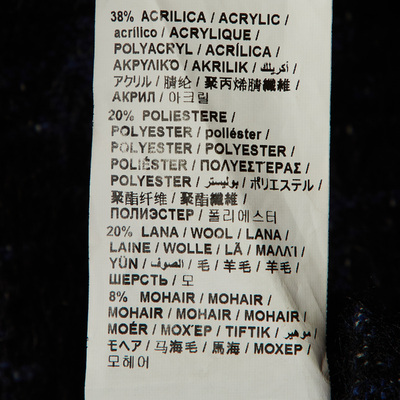 38% ACRILICA / ACRYLIC /
acrílico / ACRYLIQUE /
POLYACRYL / ACRÍLICA /
ΑΚΡΥΛΙΚΌ / AKRILIK / أكريليك /
アクリル / 腈纶 / 聚丙烯腈纖維 /
АКРИЛ / 아크릴
20% POLIESTERE /
POLYESTER / poliéster /
POLYESTER / POLYESTER /
POLIÉSTER / ΠΟΛΥΕΣΤΕΡΑΣ /
POLYESTER / بوليستر / ポリエステル /
聚酯纤维 / 聚酯纖維 /
ПОЛИЭСТЕР / 폴리에스터
20% LANA / WOOL / LANA /
LAINE / WOLLE / LÃ / ΜΑΛΛΊ /
YÜN / الصوف / 毛 / 羊毛 / 羊毛 /
ШЕРСТЬ / 모
8% MOHAIR / MOHAIR /
MOHAIR / MOHAIR / MOHAIR /
MOÉR / ΜΟΧΈΡ / TIFTIK / موهير /
モヘア / 马海毛 / 馬海 / МОХЕР /
모헤어